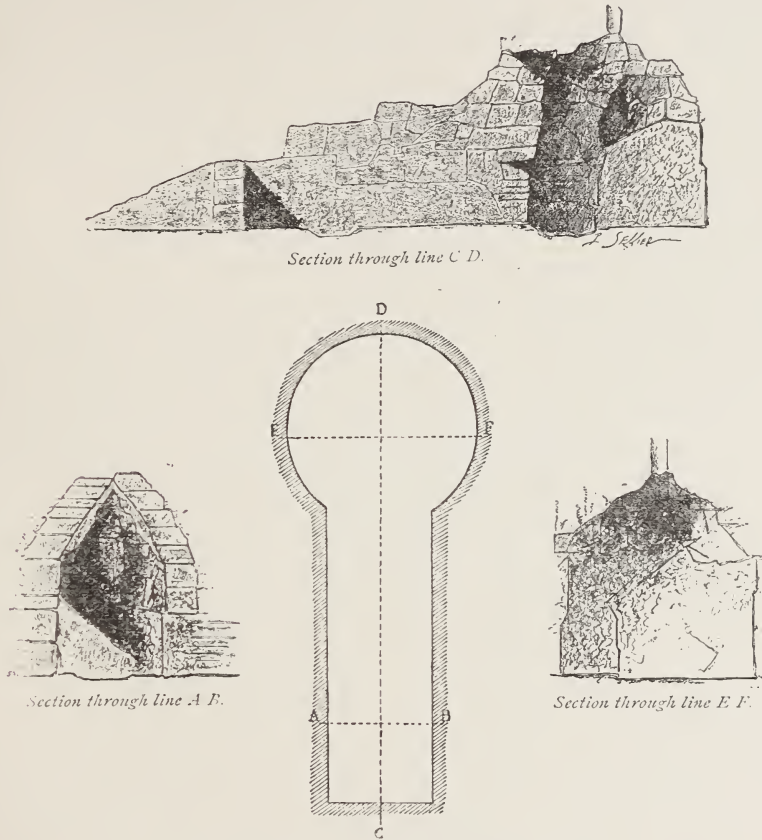 Section through line C D.
D
E
F
Section through line A B.
Section through line E F.
A
B
C